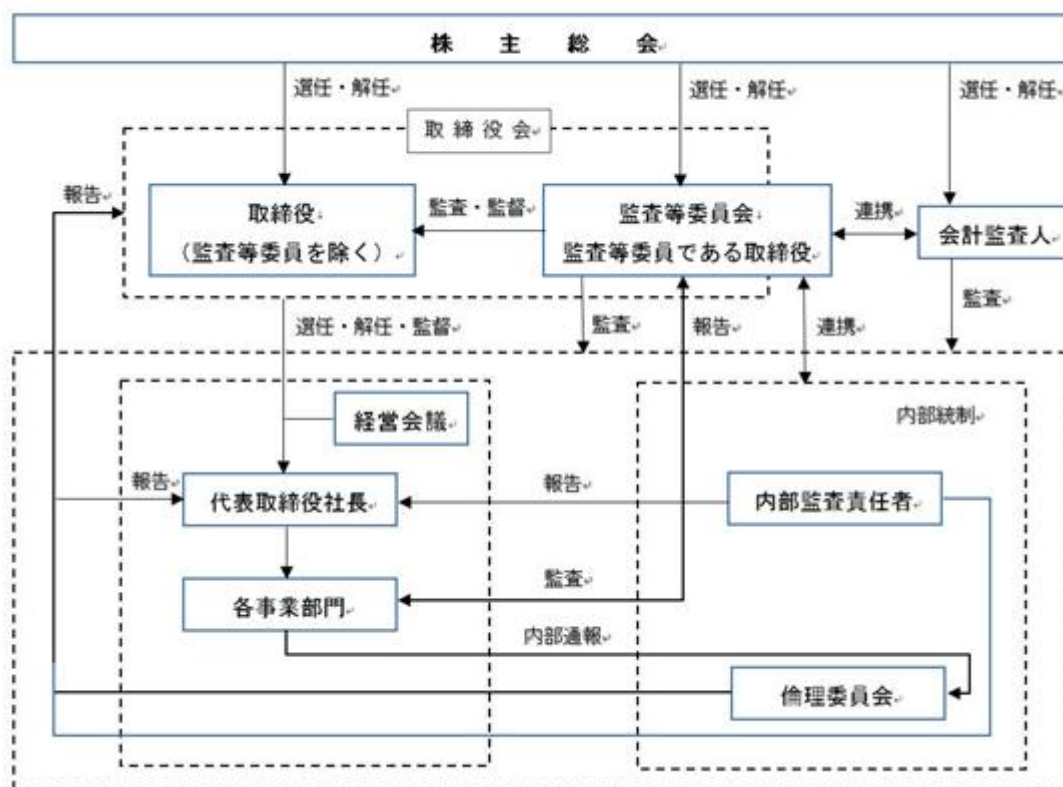 株主総会
選任・解任
選任・解任
選任・解任
取締役会
報告
取締役
(監査等委員を除く)
監査・監督
監査等委員会
監査等委員である取締役
連携
会計監査人
選任・解任・監督
監査
報告
連携
監査
経営会議
内部統制
報告
代表取締役社長
報告
内部監査責任者
監査
各事業部門
内部通報
倫理委員会